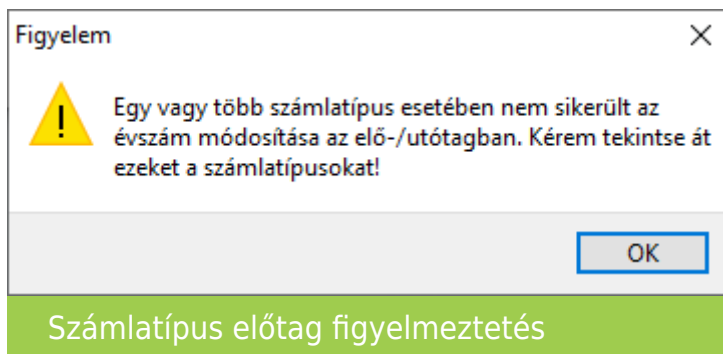 Figyelem
Egy vagy több számlatípus esetében nem sikerült az
évszám módosítása az elő-/utótagban. Kérem tekintse át
ezeket a számlatípusokat!
OK
Számlatípus előtag figyelmeztetés